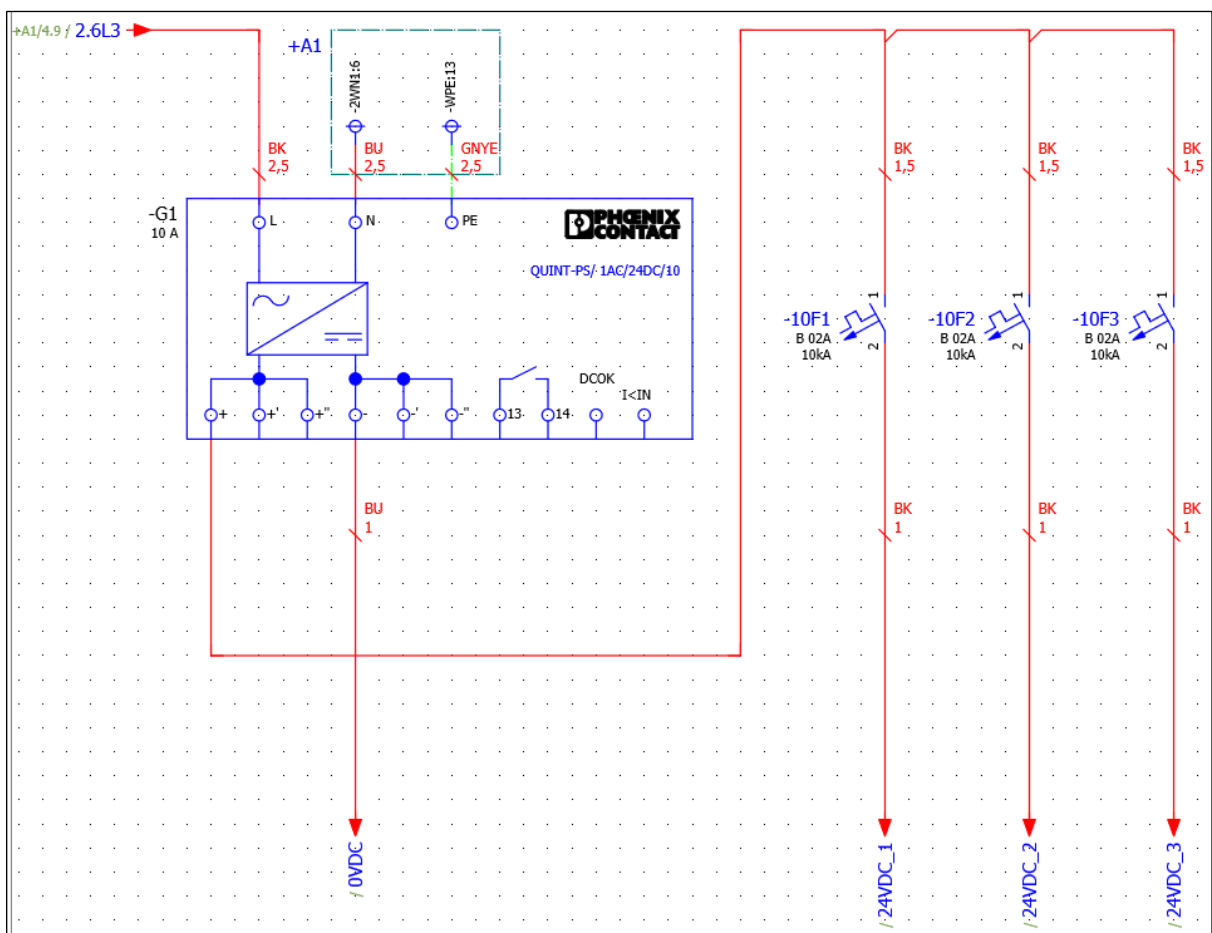 +A1/4.9 / 2.6L3
+A1
-2WN1:6
-WPE:13
BK
2,5
BU
2,5
GNYE
2,5
BK
1,5
BK
1,5
BK
1,5
-G1
10 A
L
N
PE
PHŒNIX
CONTACT
QUINT-PS/ 1AC/24DC/10
-10F1
B 02A
10kA
1
2
-10F2
B 02A
10kA
1
2
-10F3
B 02A
10kA
1
2
DCOK
I<IN
+
+'
+"
-
-'
-"
13
14
BU
1
BK
1
BK
1
BK
1
/ 0VDC
/ 24VDC_1
/ 24VDC_2
/ 24VDC_3